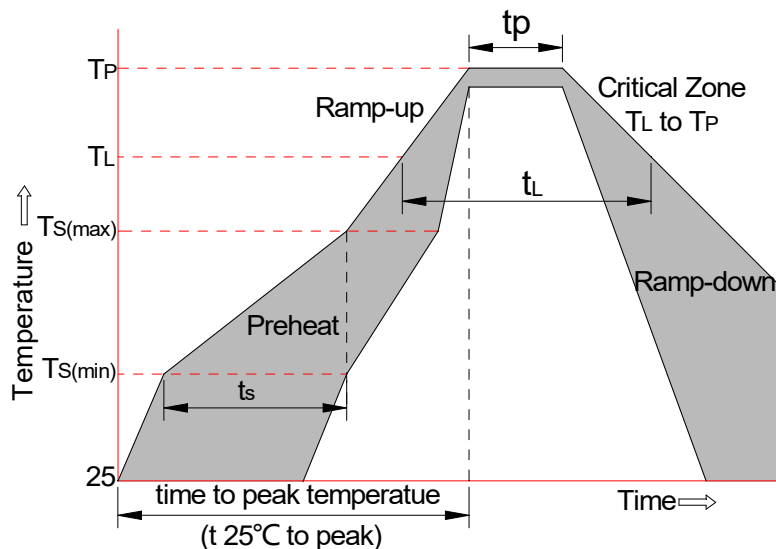 tp
TP
Ramp-up
Critical Zone
TL to TP
TL
tL
TS(max)
Temperature
Ramp-down
Preheat
TS(min)
ts
25
time to peak temperatue
Time
(t 25℃ to peak)